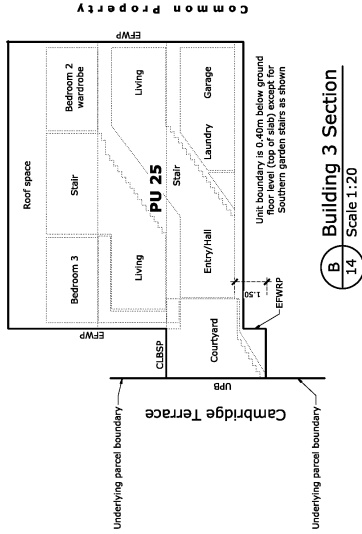 Common Property
EFWP
Roof space
Bedroom 2
wardrobe
Living
Garage
Stair
PU 25
Stair
Laundry
Bedroom 3
Living
Entry/Hall
Unit boundary is 0.40m below ground
floor level (top of slab) except for
Southern garden stairs as shown
EFWP
CLBSP
Courtyard
1.50
EFWRP
UPB
Cambridge Terrace
Underlying parcel boundary
Underlying parcel boundary
B
14
Building 3 Section
Scale 1:20